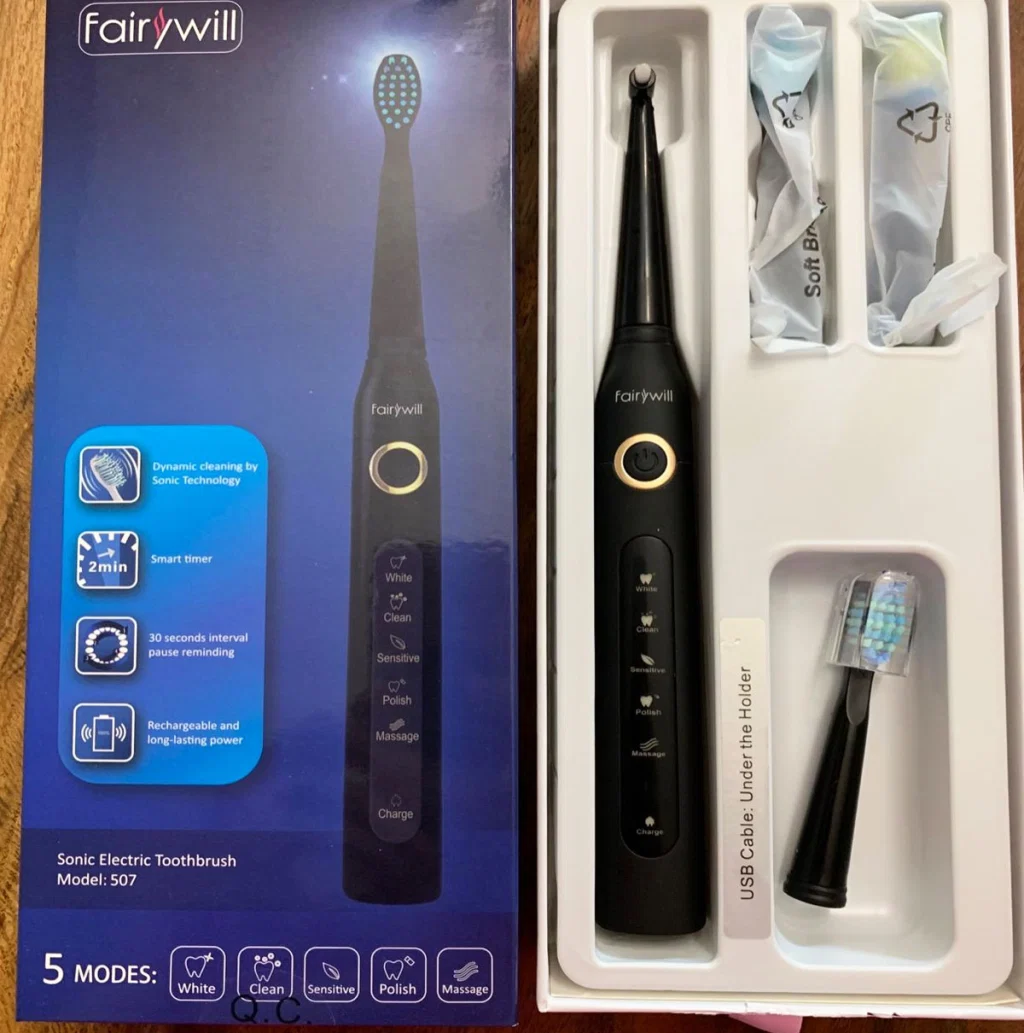 Fairywill
Fairywill
White
Clean
Sensitive
Polish
Massage
Charge
Dynamic cleaning by
Sonic Technology
2min
Smart timer
30 seconds interval
pause reminding
Rechargeable and
long-lasting power
Sonic Electric Toothbrush
Model: 507
5 MODES:
White
Clean
Sensitive
Polish
Massage
Q.C.
Fairywill
White
Clean
Sensitive
Polish
Massage
Charge
Soft
USB Cable: Under the Holder